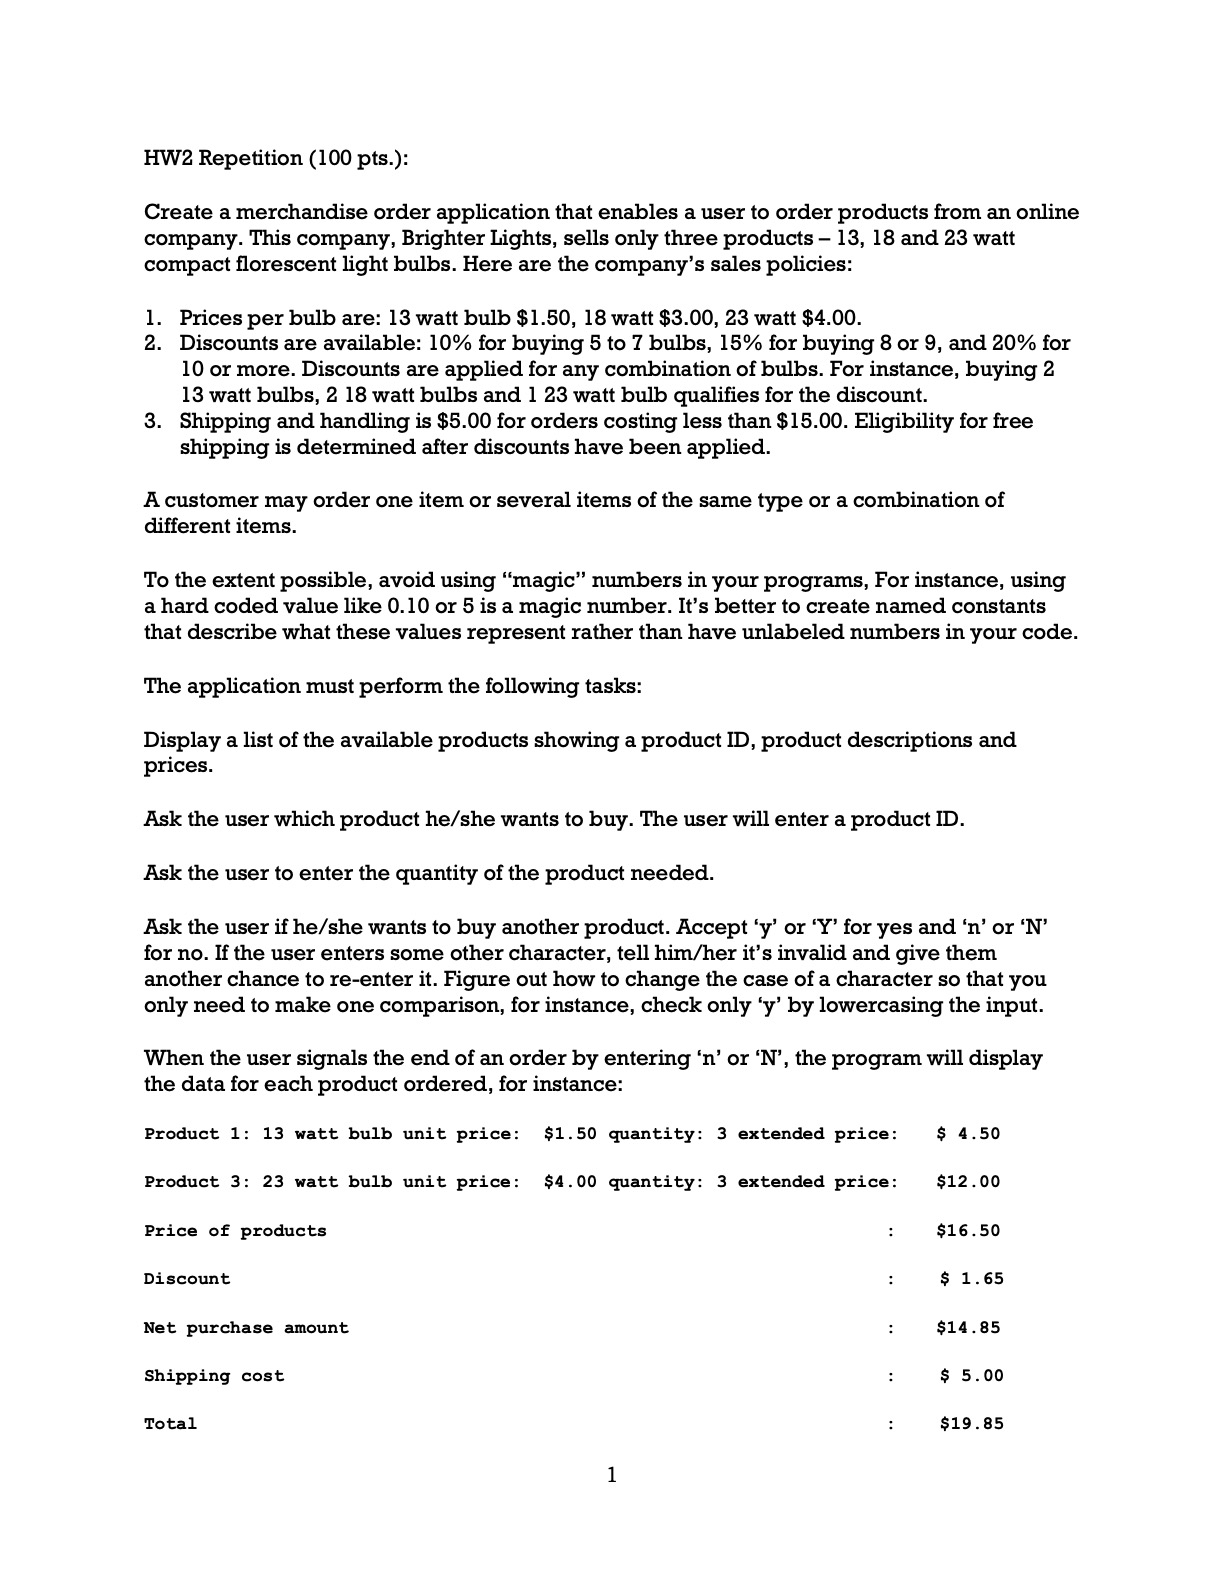 HW2 Repetition (100 pts.):
Create a merchandise order application that enables a user to order products from an online
company. This company, Brighter Lights, sells only three products – 13, 18 and 23 watt
compact florescent light bulbs. Here are the company’s sales policies:
1. Prices per bulb are: 13 watt bulb $1.50, 18 watt $3.00, 23 watt $4.00.
2. Discounts are available: 10% for buying 5 to 7 bulbs, 15% for buying 8 or 9, and 20% for
10 or more. Discounts are applied for any combination of bulbs. For instance, buying 2
13 watt bulbs, 2 18 watt bulbs and 1 23 watt bulb qualifies for the discount.
3. Shipping and handling is $5.00 for orders costing less than $15.00. Eligibility for free
shipping is determined after discounts have been applied.
A customer may order one item or several items of the same type or a combination of
different items.
To the extent possible, avoid using “magic” numbers in your programs, For instance, using
a hard coded value like 0.10 or 5 is a magic number. It’s better to create named constants
that describe what these values represent rather than have unlabeled numbers in your code.
The application must perform the following tasks:
Display a list of the available products showing a product ID, product descriptions and
prices.
Ask the user which product he/she wants to buy. The user will enter a product ID.
Ask the user to enter the quantity of the product needed.
Ask the user if he/she wants to buy another product. Accept ‘y’ or ‘Y’ for yes and ‘n’ or ‘N’
for no. If the user enters some other character, tell him/her it’s invalid and give them
another chance to re-enter it. Figure out how to change the case of a character so that you
only need to make one comparison, for instance, check only ‘y’ by lowercasing the input.
When the user signals the end of an order by entering ‘n’ or ‘N’, the program will display
the data for each product ordered, for instance:
Product 1: 13 watt bulb unit price: $1.50 quantity: 3 extended price: $ 4.50
Product 3: 23 watt bulb unit price: $4.00 quantity: 3 extended price: $12.00
Price of products : $16.50
Discount : $ 1.65
Net purchase amount : $14.85
Shipping cost : $ 5.00
Total : $19.85
1